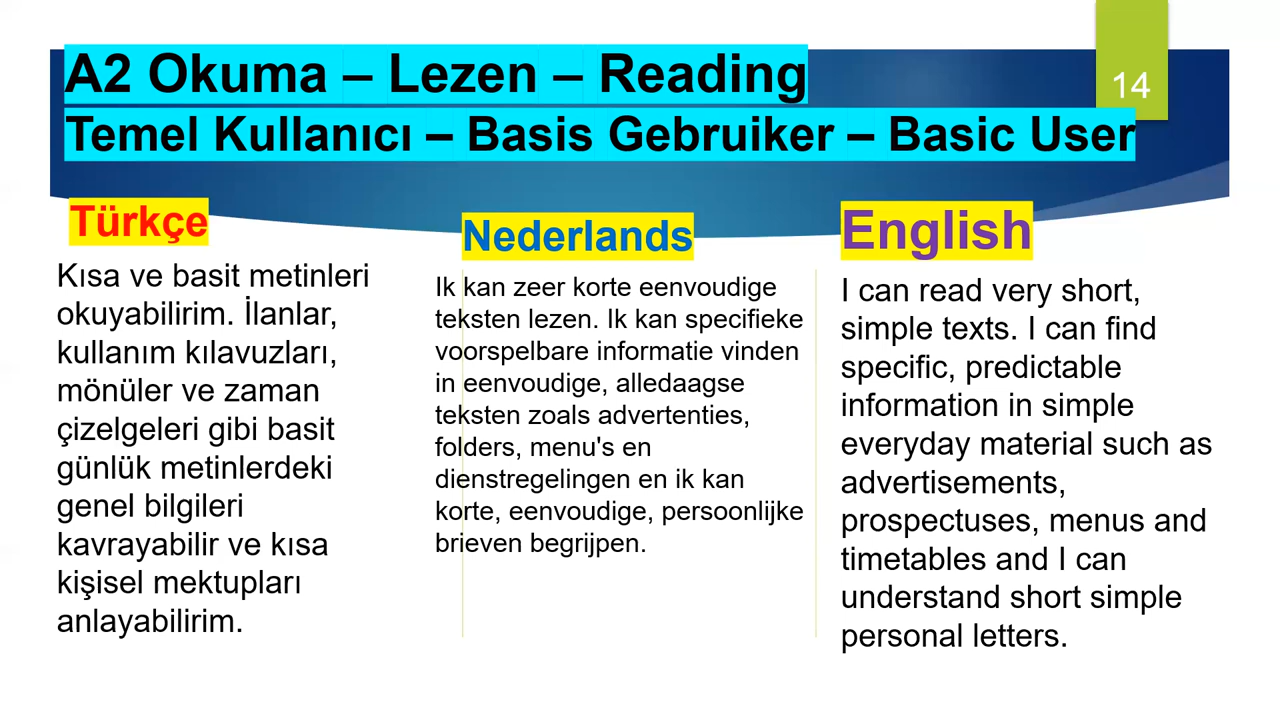 A2 Okuma – Lezen – Reading
Temel Kullanıcı – Basis Gebruiker – Basic User
14
Türkçe
Kısa ve basit metinleri
okuyabilirim. İlanlar,
kullanım kılavuzları,
mönüler ve zaman
çizelgeleri gibi basit
günlük metinlerdeki
genel bilgileri
kavrayabilir ve kısa
kişisel mektupları
anlayabilirim.
Nederlands
Ik kan zeer korte eenvoudige
teksten lezen. Ik kan specifieke
voorspelbare informatie vinden
in eenvoudige, alledaagse
teksten zoals advertenties,
folders, menu's en
dienstregelingen en ik kan
korte, eenvoudige, persoonlijke
brieven begrijpen.
English
I can read very short,
simple texts. I can find
specific, predictable
information in simple
everyday material such as
advertisements,
prospectuses, menus and
timetables and I can
understand short simple
personal letters.